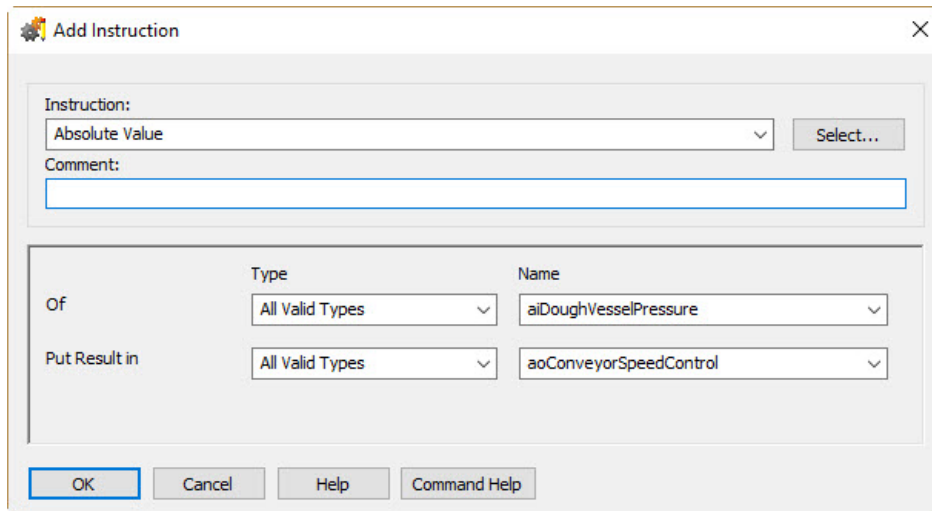 Add Instruction
Instruction:
Absolute Value
Select...
Comment:
Type Name
Of All Valid Types aiDoughVesselPressure
Put Result in All Valid Types aoConveyorSpeedControl
OK Cancel Help Command Help